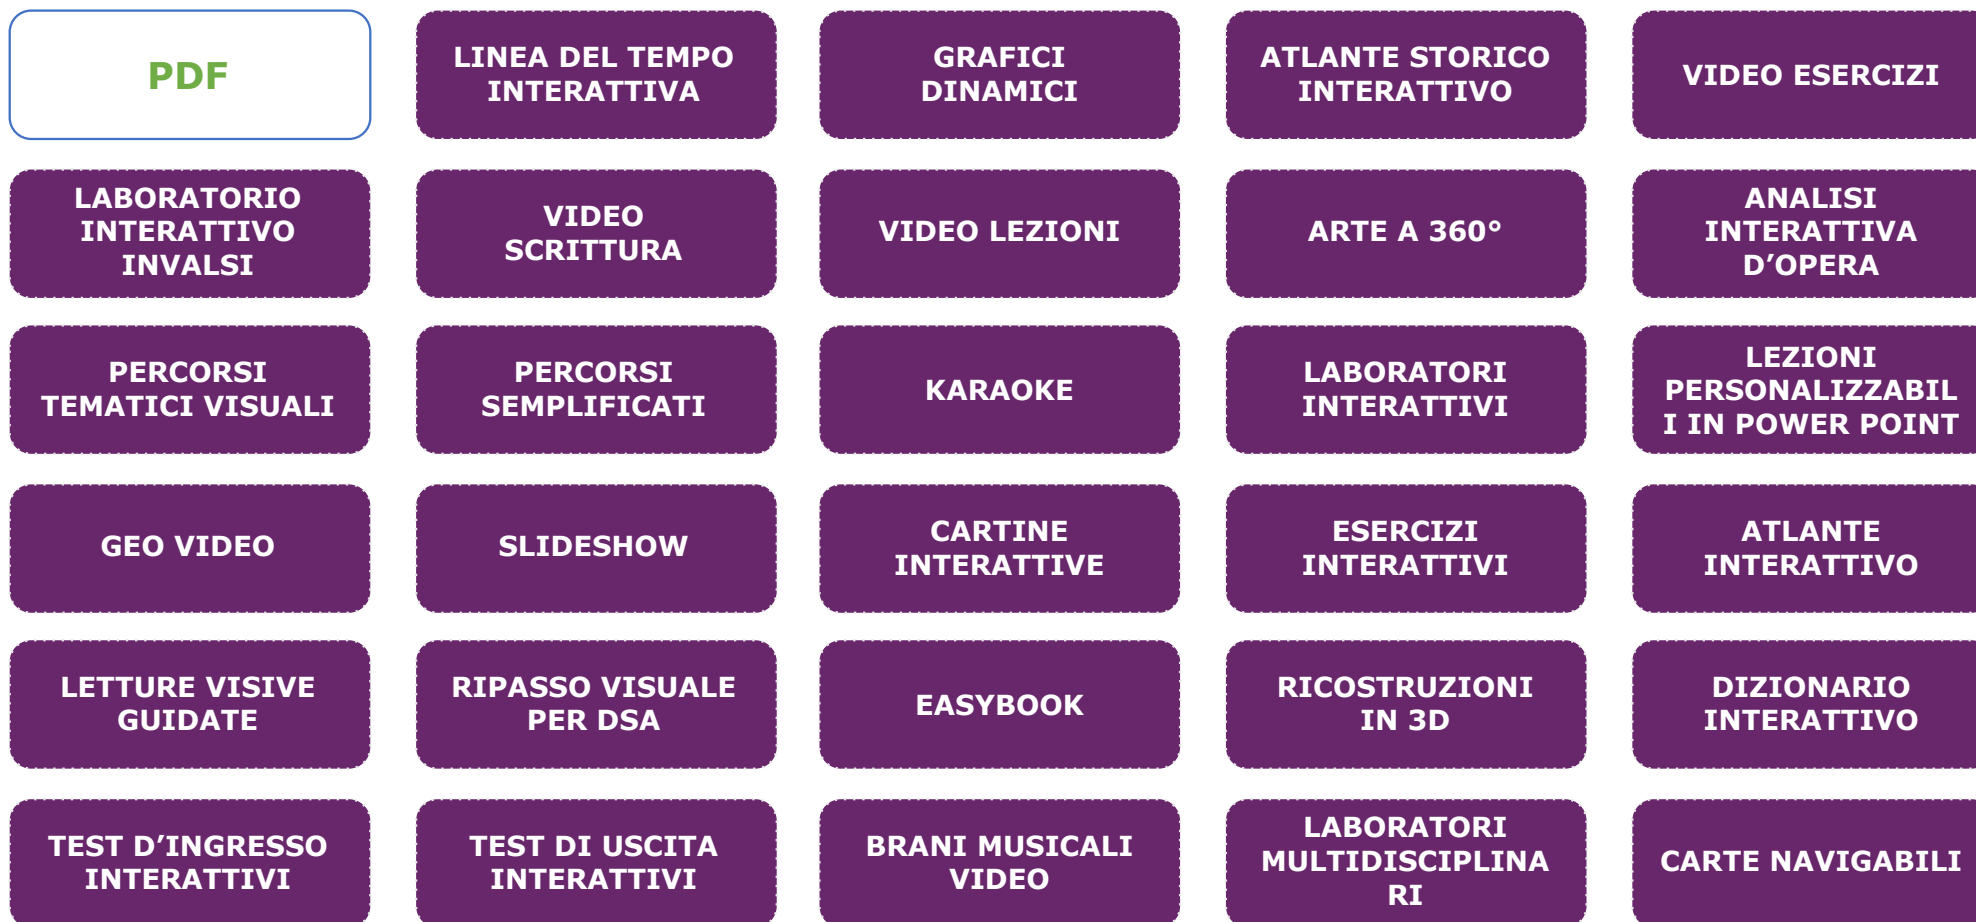 PDF
LINEA DEL TEMPO
INTERATTIVA
GRAFICI
DINAMICI
ATLANTE STORICO
INTERATTIVO
VIDEO ESERCIZI
LABORATORIO
INTERATTIVO
INVALSI
VIDEO
SCRITTURA
VIDEO LEZIONI
ARTE A 360°
ANALISI
INTERATTIVA
D’OPERA
PERCORSI
TEMATICI VISUALI
PERCORSI
SEMPLIFICATI
KARAOKE
LABORATORI
INTERATTIVI
LEZIONI
PERSONALIZZABIL
I IN POWER POINT
GEO VIDEO
SLIDESHOW
CARTINE
INTERATTIVE
ESERCIZI
INTERATTIVI
ATLANTE
INTERATTIVO
LETTURE VISIVE
GUIDATE
RIPASSO VISUALE
PER DSA
EASYBOOK
RICOSTRUZIONI
IN 3D
DIZIONARIO
INTERATTIVO
TEST D’INGRESSO
INTERATTIVI
TEST DI USCITA
INTERATTIVI
BRANI MUSICALI
VIDEO
LABORATORI
MULTIDISCIPLINA
RI
CARTE NAVIGABILI